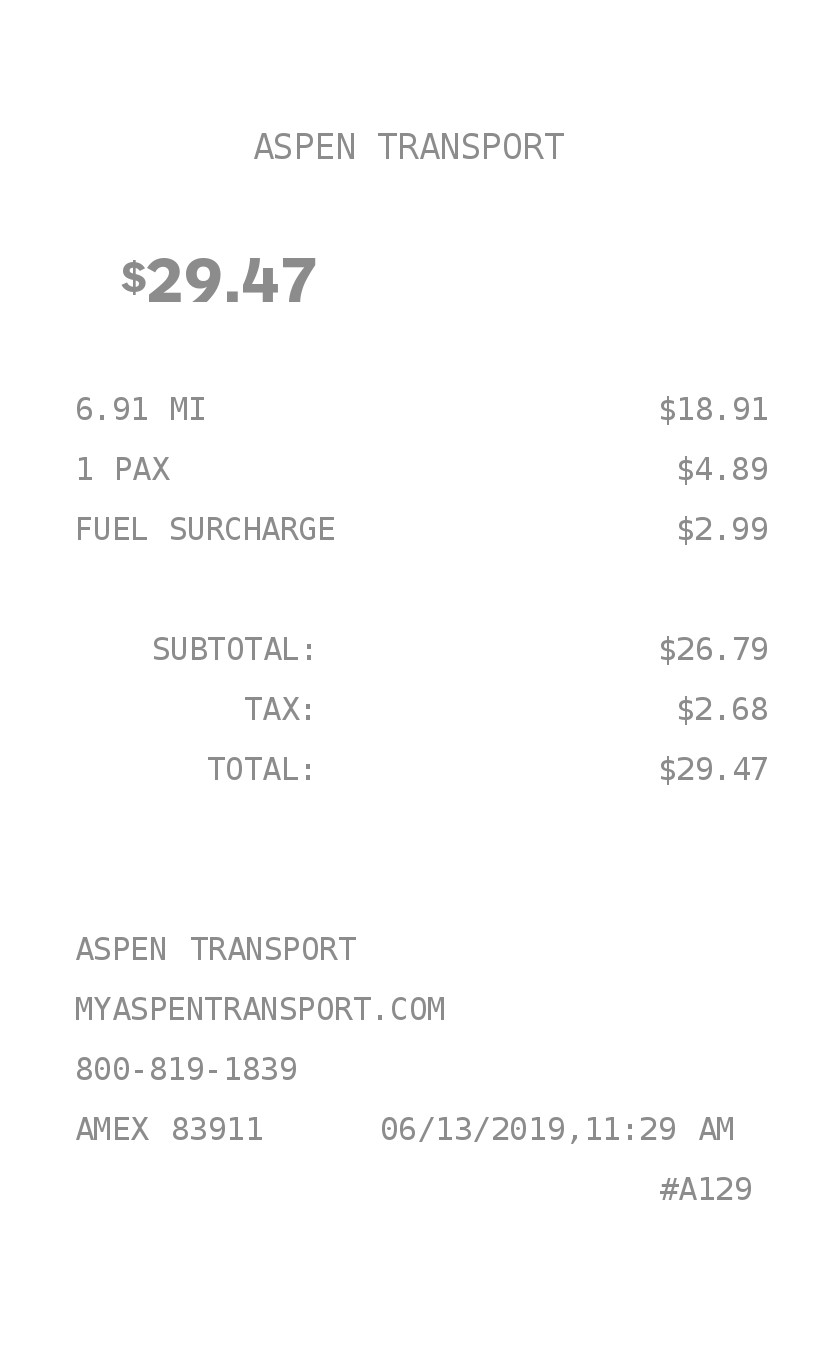 ASPEN TRANSPORT
$29.47
6.91 MI $18.91
1 PAX $4.89
FUEL SURCHARGE $2.99
SUBTOTAL: $26.79
TAX: $2.68
TOTAL: $29.47
ASPEN TRANSPORT
MYASPENTRANSPORT.COM
800-819-1839
AMEX 83911 06/13/2019,11:29 AM
#A129